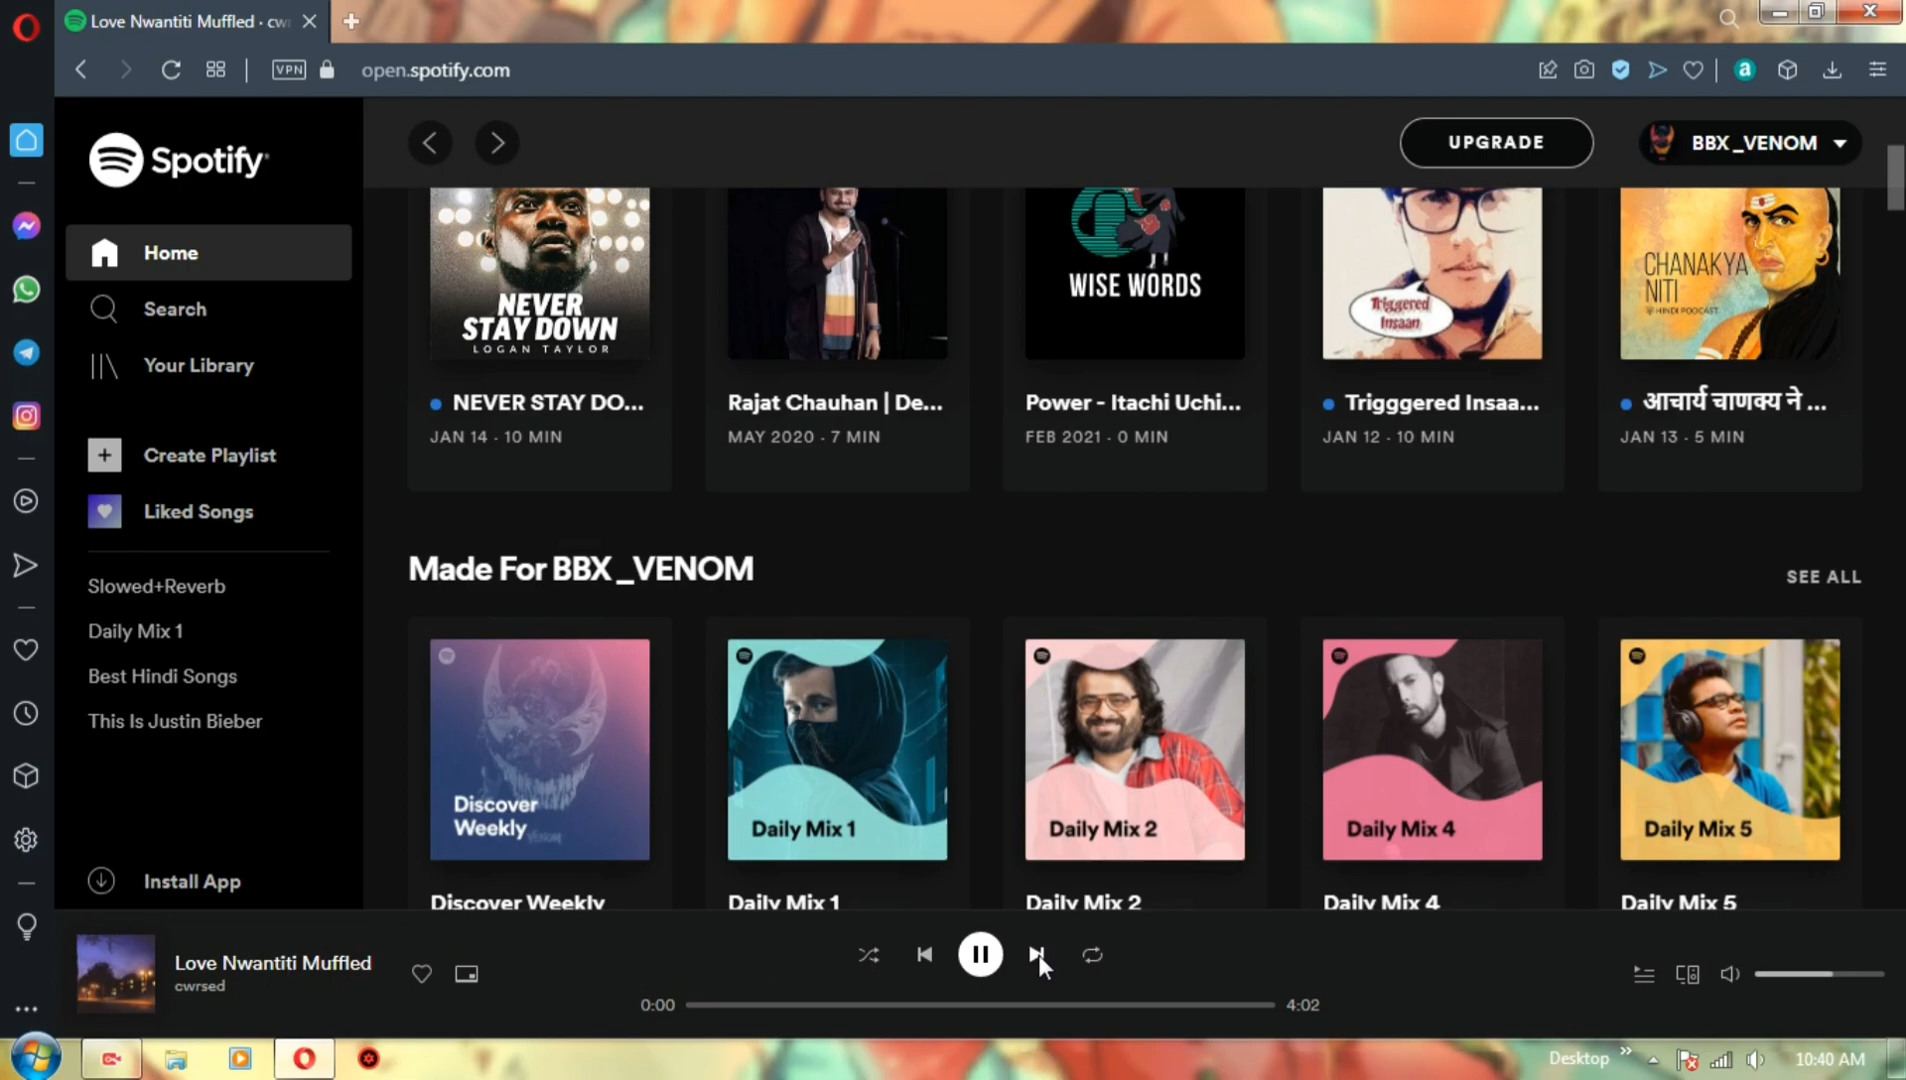 Love Nwantiti Muffled · cw
VPN
open.spotify.com
a
Spotify
UPGRADE
BBX_VENOM
Home
Search
Your Library
Create Playlist
Liked Songs
Slowed+Reverb
Daily Mix 1
Best Hindi Songs
This Is Justin Bieber
Install App
NEVER
STAY DOWN
LOGAN TAYLOR
WISE WORDS
Triggered
Insaan
CHANAKYA
NITI
HINDI PODCAST
NEVER STAY DO...
Rajat Chauhan | De...
Power - Itachi Uchi...
Trigggered Insaa...
आचार्य चाणक्य ने ...
JAN 14 · 10 MIN
MAY 2020 · 7 MIN
FEB 2021 · 0 MIN
JAN 12 · 10 MIN
JAN 13 · 5 MIN
Made For BBX_VENOM
SEE ALL
Discover
Weekly
Daily Mix 1
Daily Mix 2
Daily Mix 4
Daily Mix 5
Discover Weekly
Daily Mix 1
Daily Mix 2
Daily Mix 4
Daily Mix 5
Love Nwantiti Muffled
cwrsed
0:00
4:02
Desktop
10:40 AM